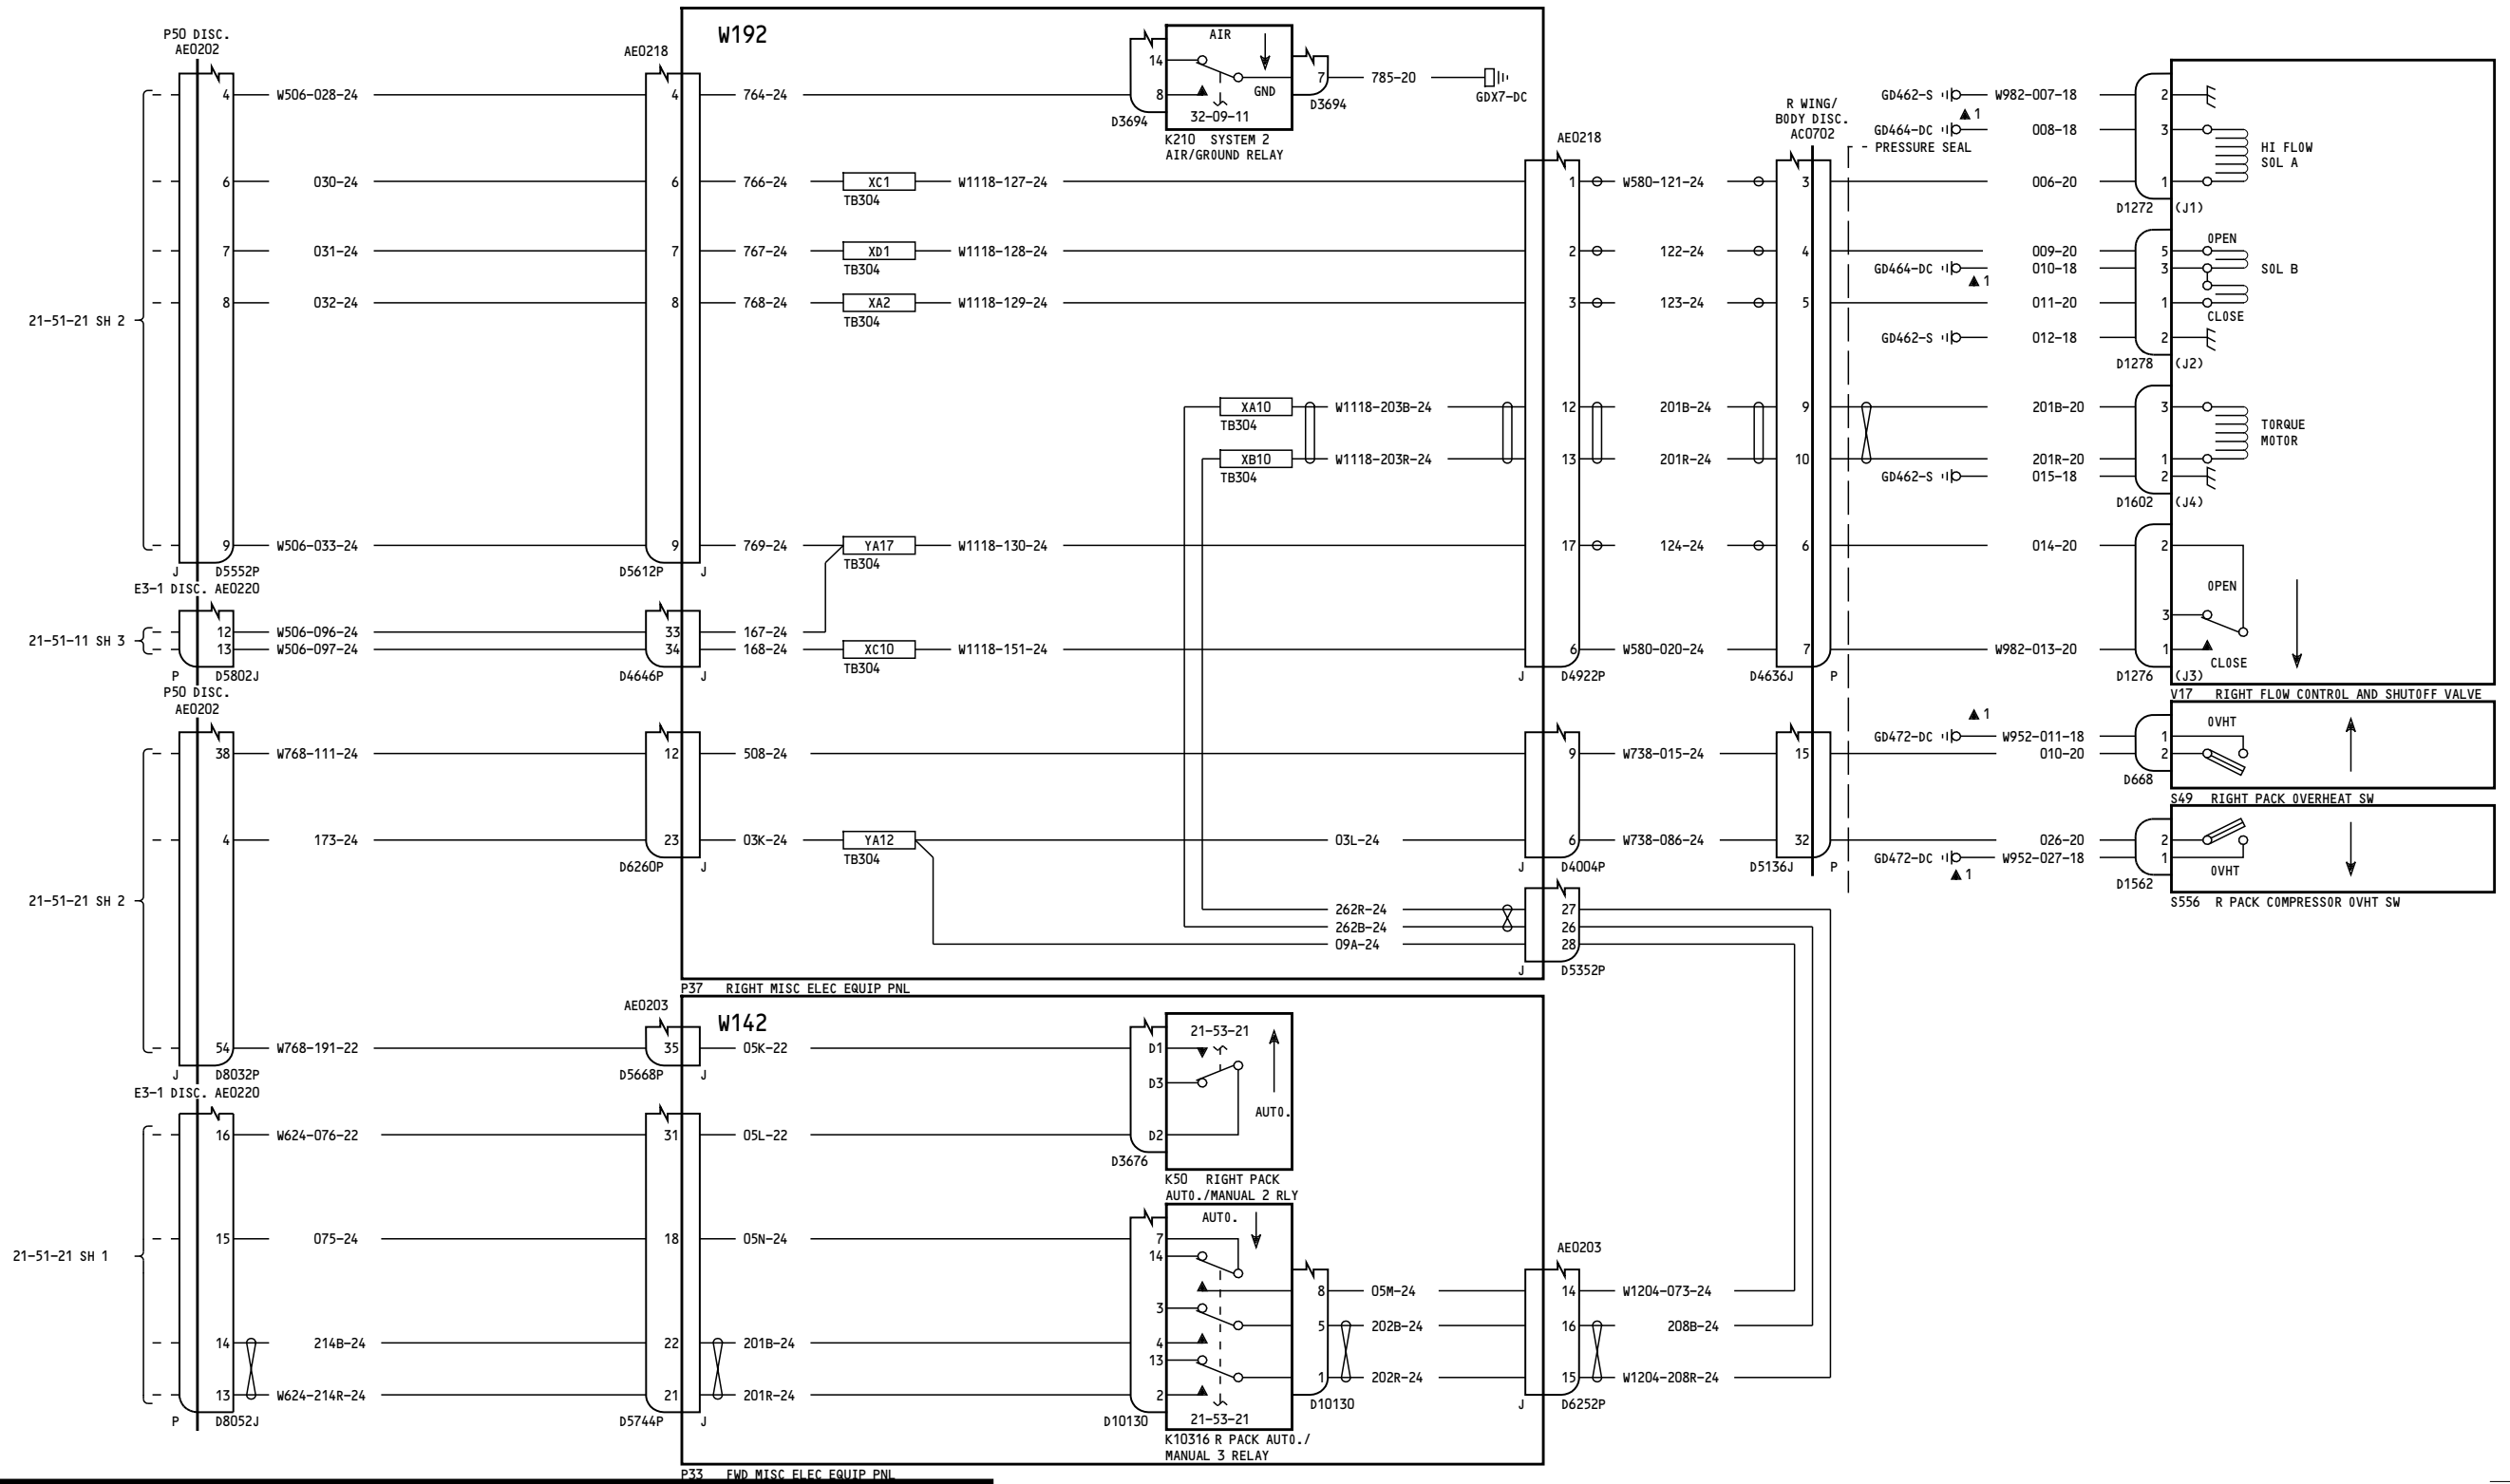 P50 DISC.
AE0202
4 W506-028-24
6 030-24
7 031-24
8 032-24
21-51-21 SH 2
9 W506-033-24
J D5552P
E3-1 DISC. AE0220
12 W506-096-24
21-51-11 SH 3
13 W506-097-24
P D5802J
P50 DISC.
AE0202
38 W768-111-24
4 173-24
21-51-21 SH 2
54 W768-191-22
J D8032P
E3-1 DISC. AE0220
16 W624-076-22
15 075-24
21-51-21 SH 1
14 214B-24
13 W624-214R-24
P D8052J
W192
AE0218
4 764-24
6 766-24 XC1 W1118-127-24
TB304
7 767-24 XD1 W1118-128-24
TB304
8 768-24 XA2 W1118-129-24
TB304
XA10 W1118-203B-24
TB304
XB10 W1118-203R-24
TB304
9 769-24 YA17 W1118-130-24
TB304
D5612P J
33 167-24
34 168-24 XC10 W1118-151-24
TB304
D4646P J
12 508-24
23 03K-24 YA12 03L-24
TB304
D6260P J
262R-24
262B-24
09A-24
P37 RIGHT MISC ELEC EQUIP PNL
AIR
14
7 785-20
GDX7-DC
8
GND
D3694
D3694
32-09-11
K210 SYSTEM 2
AIR/GROUND RELAY
AE0218
1 W580-121-24
2 122-24
3 123-24
12 201B-24
13 201R-24
17 124-24
6 W580-020-24
J D4922P
9 W738-015-24
6 W738-086-24
J D4004P
27
26
28
J D5352P
R WING/
BODY DISC.
AC0702
PRESSURE SEAL
3
4
5
9
10
6
7
D4636J P
15
32
D5136J P
GD462-S W982-007-18 2
1
GD464-DC 008-18 3
HI FLOW
SOL A
006-20 1
D1272 (J1)
OPEN
009-20 5
GD464-DC 010-18 3 SOL B
1
011-20 1
CLOSE
GD462-S 012-18 2
D1278 (J2)
201B-20 3
TORQUE
MOTOR
201R-20 1
GD462-S 015-18 2
D1602 (J4)
014-20 2
OPEN
3
W982-013-20 1
CLOSE
D1276 (J3)
V17 RIGHT FLOW CONTROL AND SHUTOFF VALVE
1
OVHT
GD472-DC W952-011-18 1
010-20 2
D668
S49 RIGHT PACK OVERHEAT SW
026-20 2
GD472-DC W952-027-18 1
1
OVHT
D1562
S556 R PACK COMPRESSOR OVHT SW
AE0203
W142
35 05K-22
D5668P J
31 05L-22
18 05N-24
22 201B-24
21 201R-24
D5744P J
21-53-21
D1
D3
AUTO.
D2
D3676
K50 RIGHT PACK
AUTO./MANUAL 2 RLY
AUTO.
7
14
8 05M-24
3
5 202B-24
4
13
1 202R-24
2
D10130
D10130
21-53-21
K10316 R PACK AUTO./
MANUAL 3 RELAY
AE0203
14 W1204-073-24
16 208B-24
15 W1204-208R-24
J D6252P
P33 FWD MISC ELEC EQUIP PNL